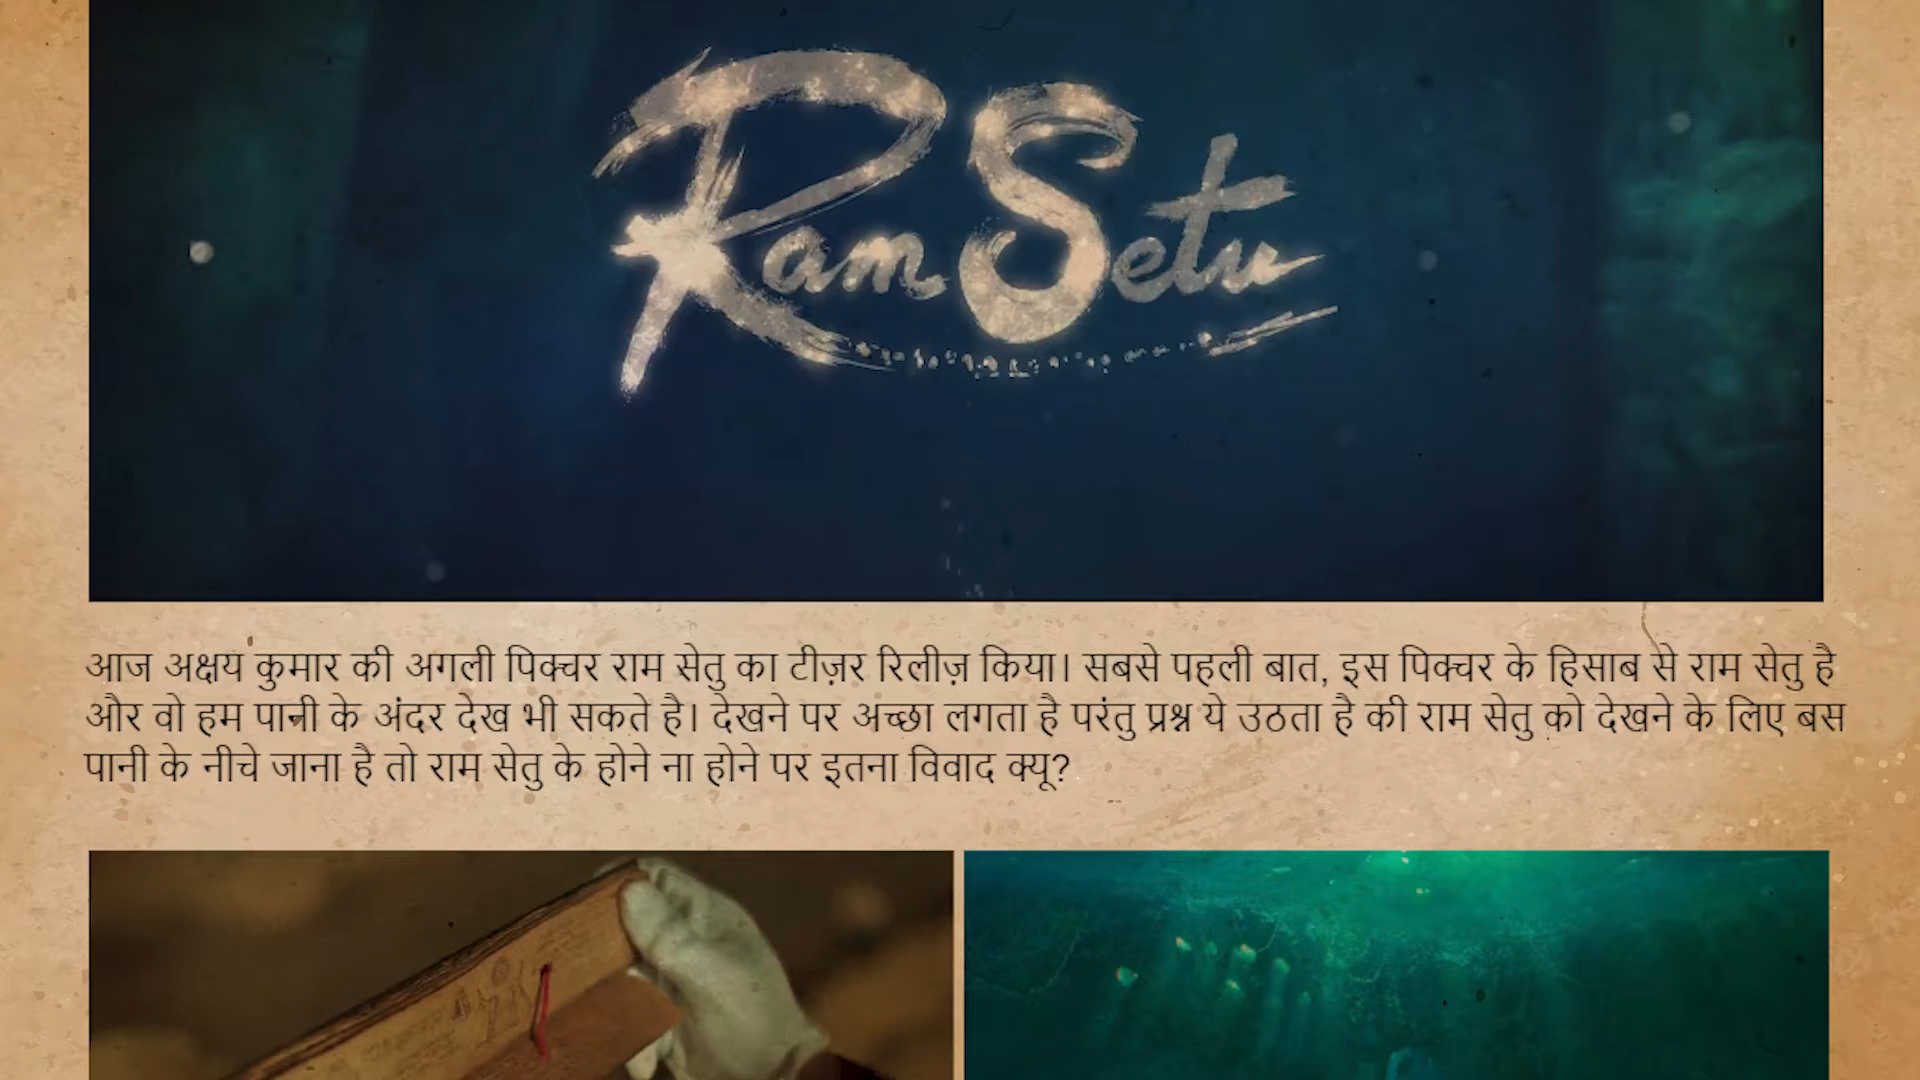 Ram Setu
आज अक्षय कुमार की अगली पिक्चर राम सेतु का टीज़र रिलीज़ किया। सबसे पहली बात, इस पिक्चर के हिसाब से राम सेतु है
और वो हम पानी के अंदर देख भी सकते है। देखने पर अच्छा लगता है परंतु प्रश्न ये उठता है की राम सेतु को देखने के लिए बस
पानी के नीचे जाना है तो राम सेतु के होने ना होने पर इतना विवाद क्यू?